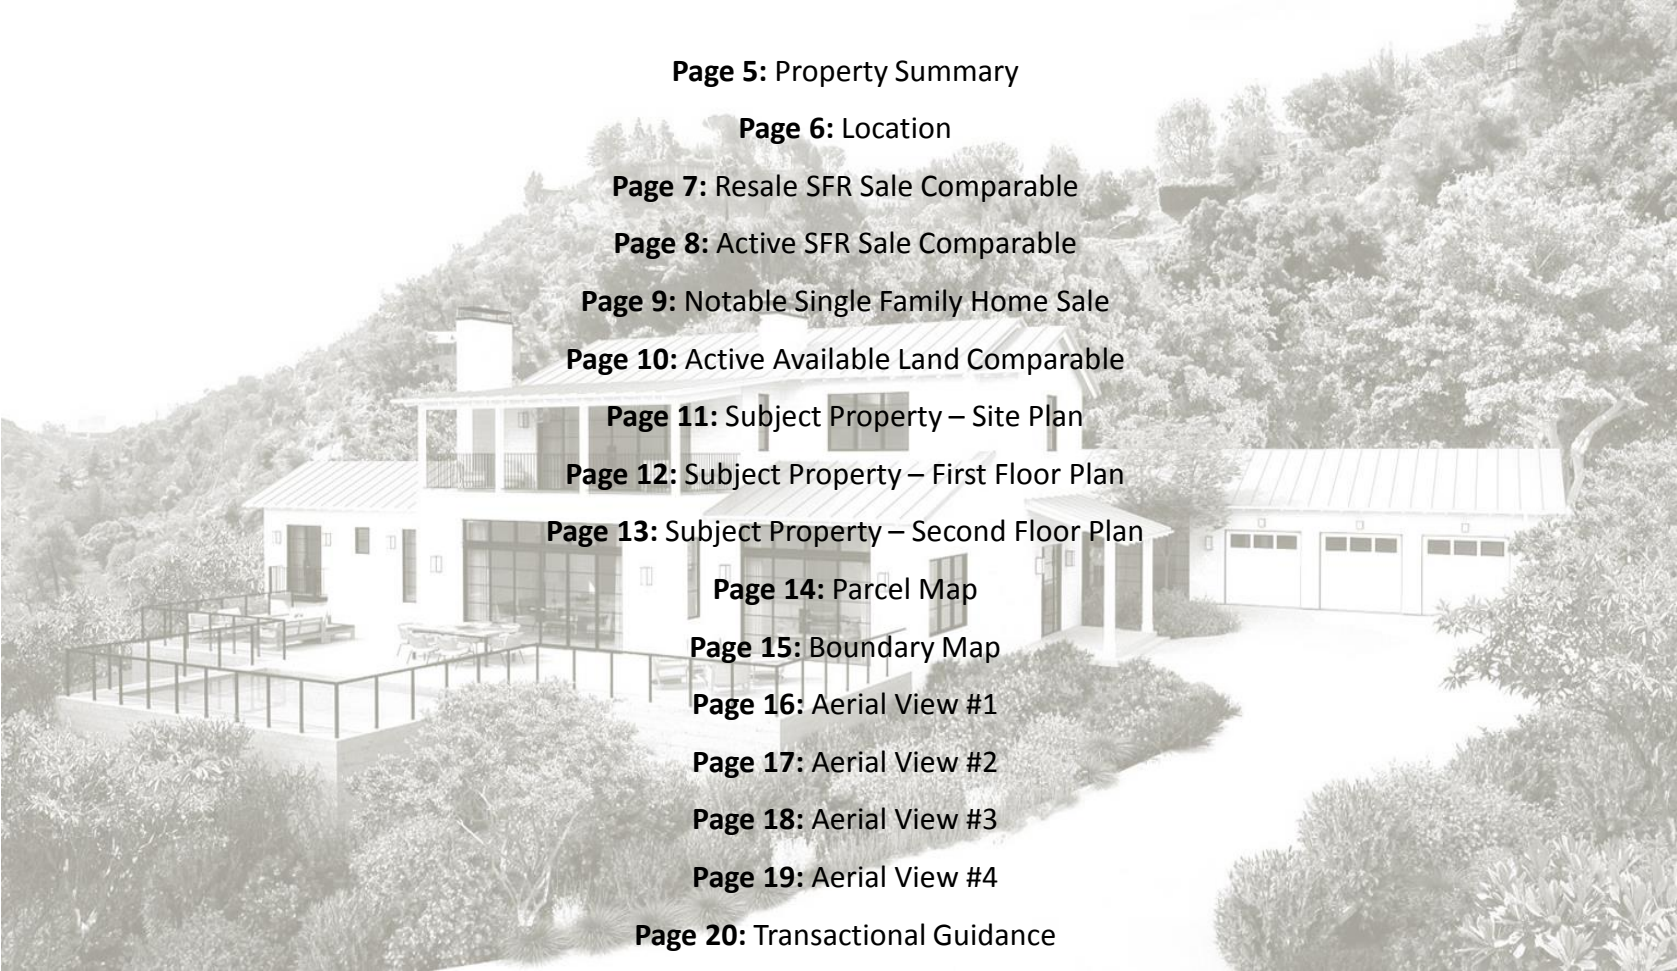 Page 5: Property Summary
Page 6: Location
Page 7: Resale SFR Sale Comparable
Page 8: Active SFR Sale Comparable
Page 9: Notable Single Family Home Sale
Page 10: Active Available Land Comparable
Page 11: Subject Property – Site Plan
Page 12: Subject Property – First Floor Plan
Page 13: Subject Property – Second Floor Plan
Page 14: Parcel Map
Page 15: Boundary Map
Page 16: Aerial View #1
Page 17: Aerial View #2
Page 18: Aerial View #3
Page 19: Aerial View #4
Page 20: Transactional Guidance